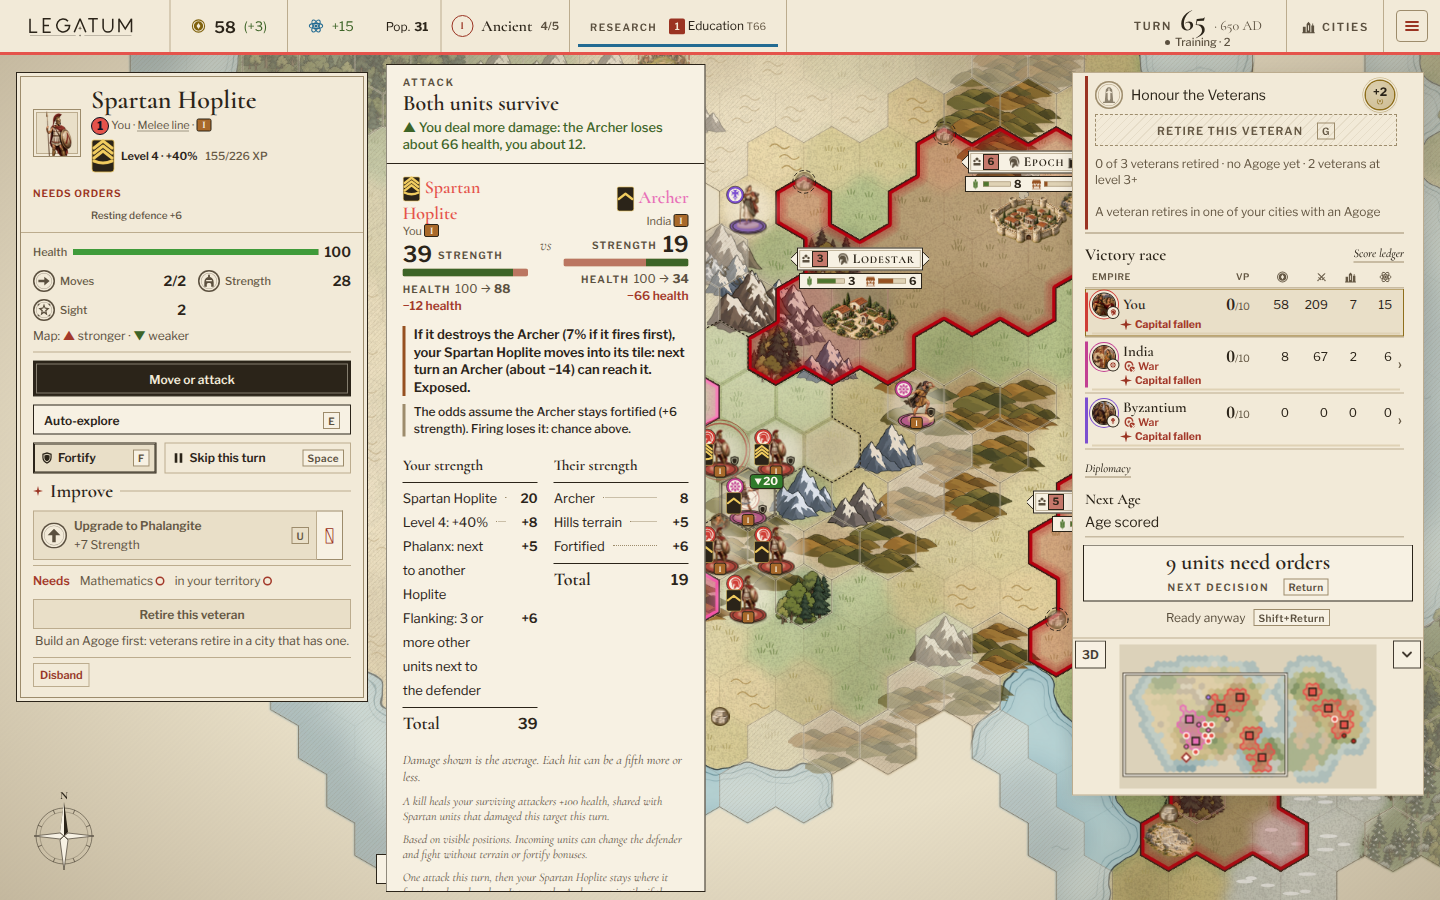 LEGATUM
58 (+3)
+15
Pop. 31
I Ancient 4/5
RESEARCH 1 Education T66
TURN 65 · 650 AD
• Training · 2
CITIES
Spartan Hoplite
1 You · Melee line · I
Level 4 · +40% 155/226 XP
NEEDS ORDERS
Resting defence +6
Health 100
Moves 2/2 Strength 28
Sight 2
Map: ▲ stronger · ▼ weaker
Move or attack
Auto-explore E
Fortify F
Skip this turn Space
Improve
Upgrade to Phalangite
+7 Strength
U
Needs Mathematics in your territory
Retire this veteran
Build an Agoge first: veterans retire in a city that has one.
Disband
N
ATTACK
Both units survive
▲ You deal more damage: the Archer loses
about 66 health, you about 12.
Spartan
Hoplite
You I
39 STRENGTH
HEALTH 100 → 88
−12 health
vs
Archer
India I
STRENGTH 19
HEALTH 100 → 34
−66 health
If it destroys the Archer (7% if it fires first),
your Spartan Hoplite moves into its tile: next
turn an Archer (about −14) can reach it.
Exposed.
The odds assume the Archer stays fortified (+6
strength). Firing loses it: chance above.
Your strength
Spartan Hoplite 20
Level 4: +40% +8
Phalanx: next +5
to another
Hoplite
Flanking: 3 or +6
more other
units next to
the defender
Total 39
Their strength
Archer 8
Hills terrain +5
Fortified +6
Total 19
Damage shown is the average. Each hit can be a fifth more or
less.
A kill heals your surviving attackers +100 health, shared with
Spartan units that damaged this target this turn.
Based on visible positions. Incoming units can change the defender
and fight without terrain or fortify bonuses.
One attack this turn, then your Spartan Hoplite stays where it
6 EPOCH
8
3 LODESTAR
3 6
I
I
I
▼20
I
I
I
I
I
I
5
Honour the Veterans
+2
RETIRE THIS VETERAN G
0 of 3 veterans retired · no Agoge yet · 2 veterans at
level 3+
A veteran retires in one of your cities with an Agoge
Victory race Score ledger
EMPIRE VP
You 0/10 58 209 7 15
Capital fallen
India 0/10 8 67 2 6 ›
War
Capital fallen
Byzantium 0/10 0 0 0 0 ›
War
Capital fallen
Diplomacy
Next Age
Age scored
9 units need orders
NEXT DECISION Return
Ready anyway Shift+Return
3D